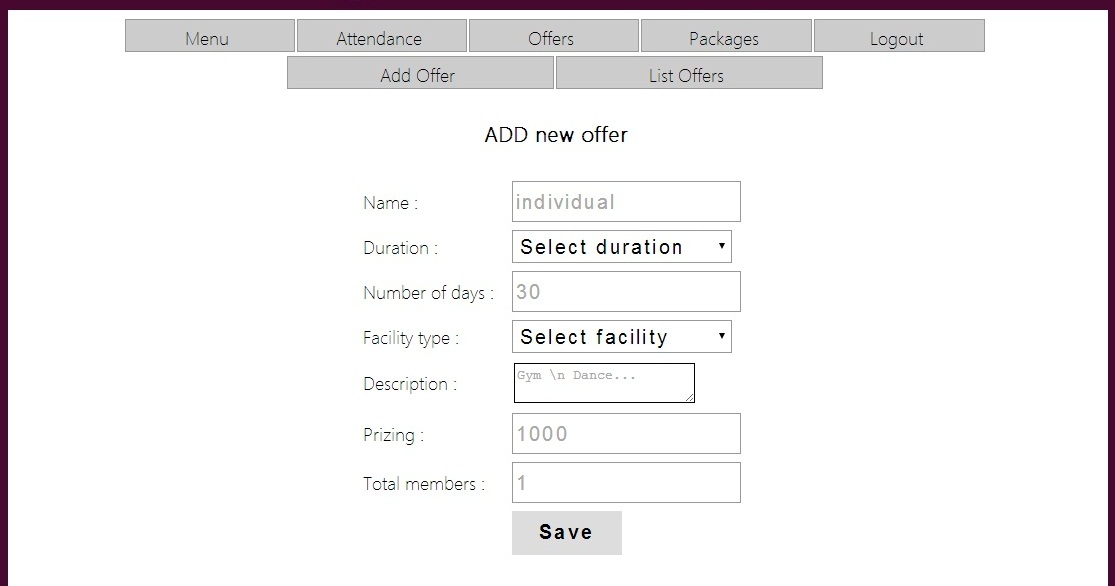 Menu Attendance Offers Packages Logout
Add Offer List Offers
ADD new offer
Name : individual
Duration : Select duration
Number of days : 30
Facility type : Select facility
Description : Gym \n Dance...
Prizing : 1000
Total members : 1
Save